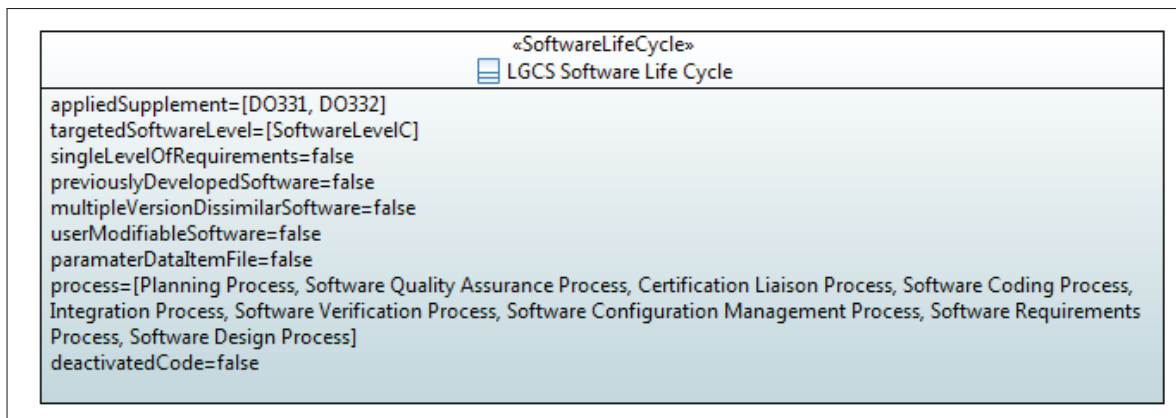 «SoftwareLifeCycle»
LGCS Software Life Cycle
appliedSupplement=[DO331, DO332]
targetedSoftwareLevel=[SoftwareLevelC]
singleLevelOfRequirements=false
previouslyDevelopedSoftware=false
multipleVersionDissimilarSoftware=false
userModifiableSoftware=false
paramaterDataItemFile=false
process=[Planning Process, Software Quality Assurance Process, Certification Liaison Process, Software Coding Process,
Integration Process, Software Verification Process, Software Configuration Management Process, Software Requirements
Process, Software Design Process]
deactivatedCode=false